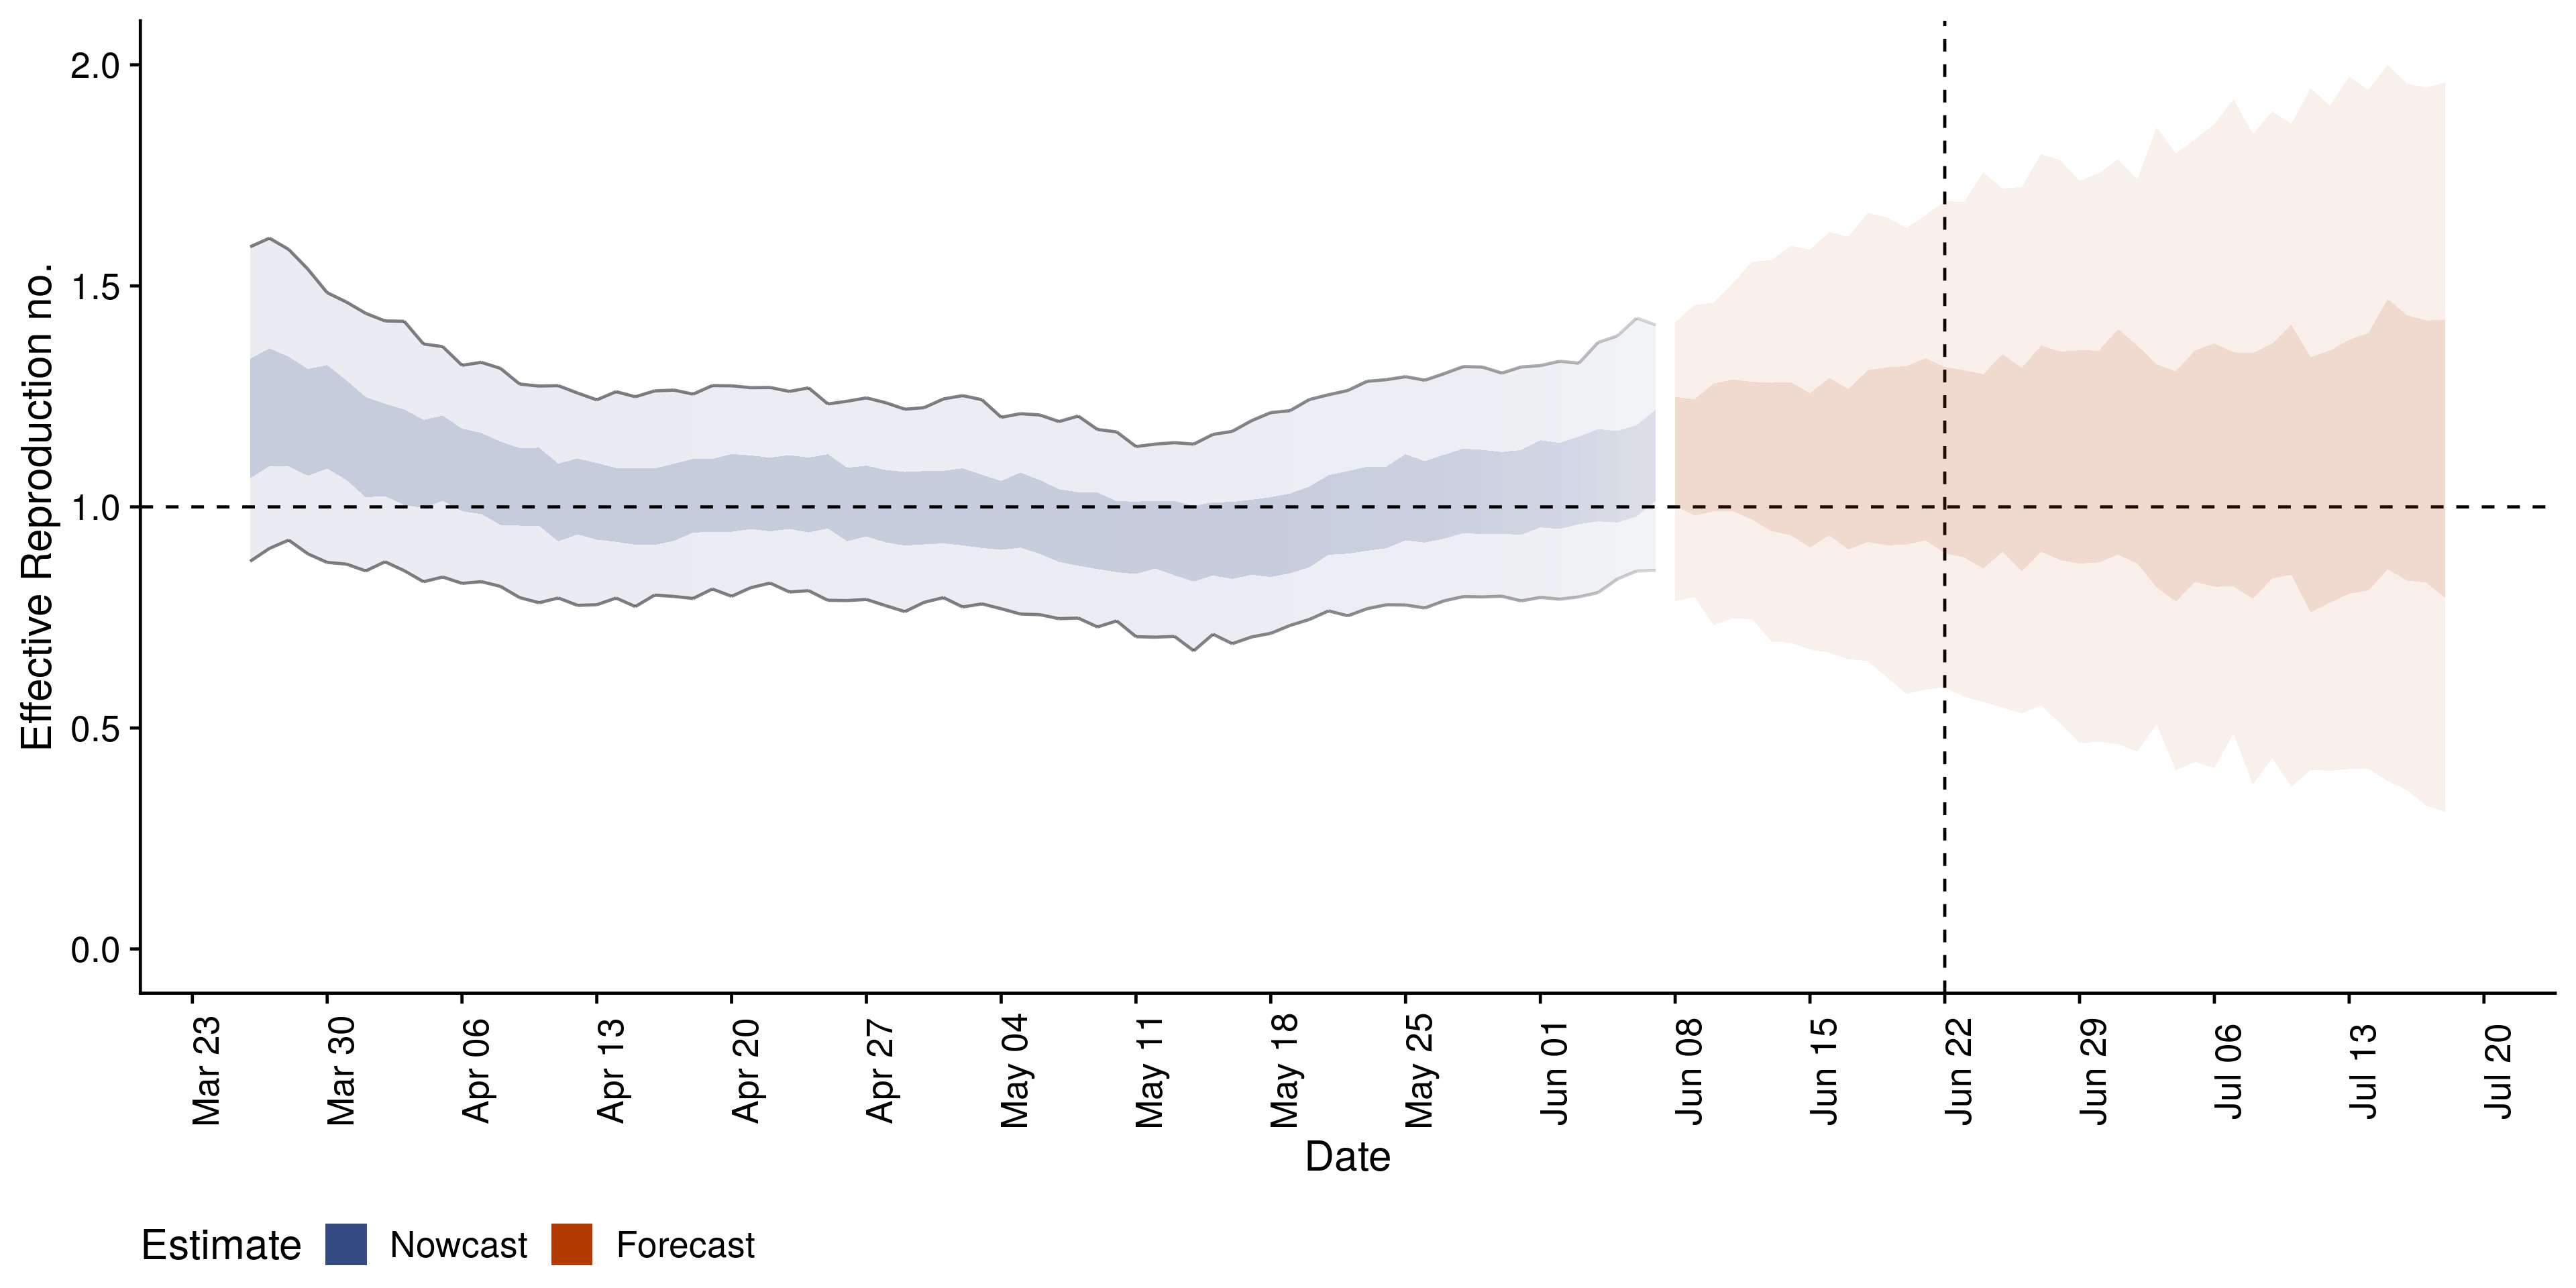 Effective Reproduction no.
2.0
1.5
1.0
0.5
0.0
Mar 23
Mar 30
Apr 06
Apr 13
Apr 20
Apr 27
May 04
May 11
May 18
May 25
Jun 01
Jun 08
Jun 15
Jun 22
Jun 29
Jul 06
Jul 13
Jul 20
Date
Estimate Nowcast Forecast